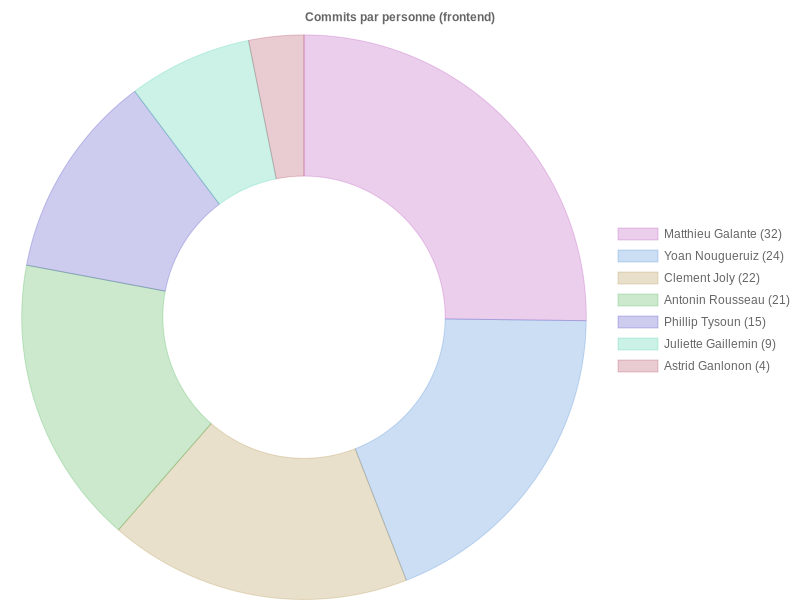 Commits par personne (frontend)
Matthieu Galante (32)
Yoan Nougueruiz (24)
Clement Joly (22)
Antonin Rousseau (21)
Phillip Tysoun (15)
Juliette Gaillemin (9)
Astrid Ganlonon (4)